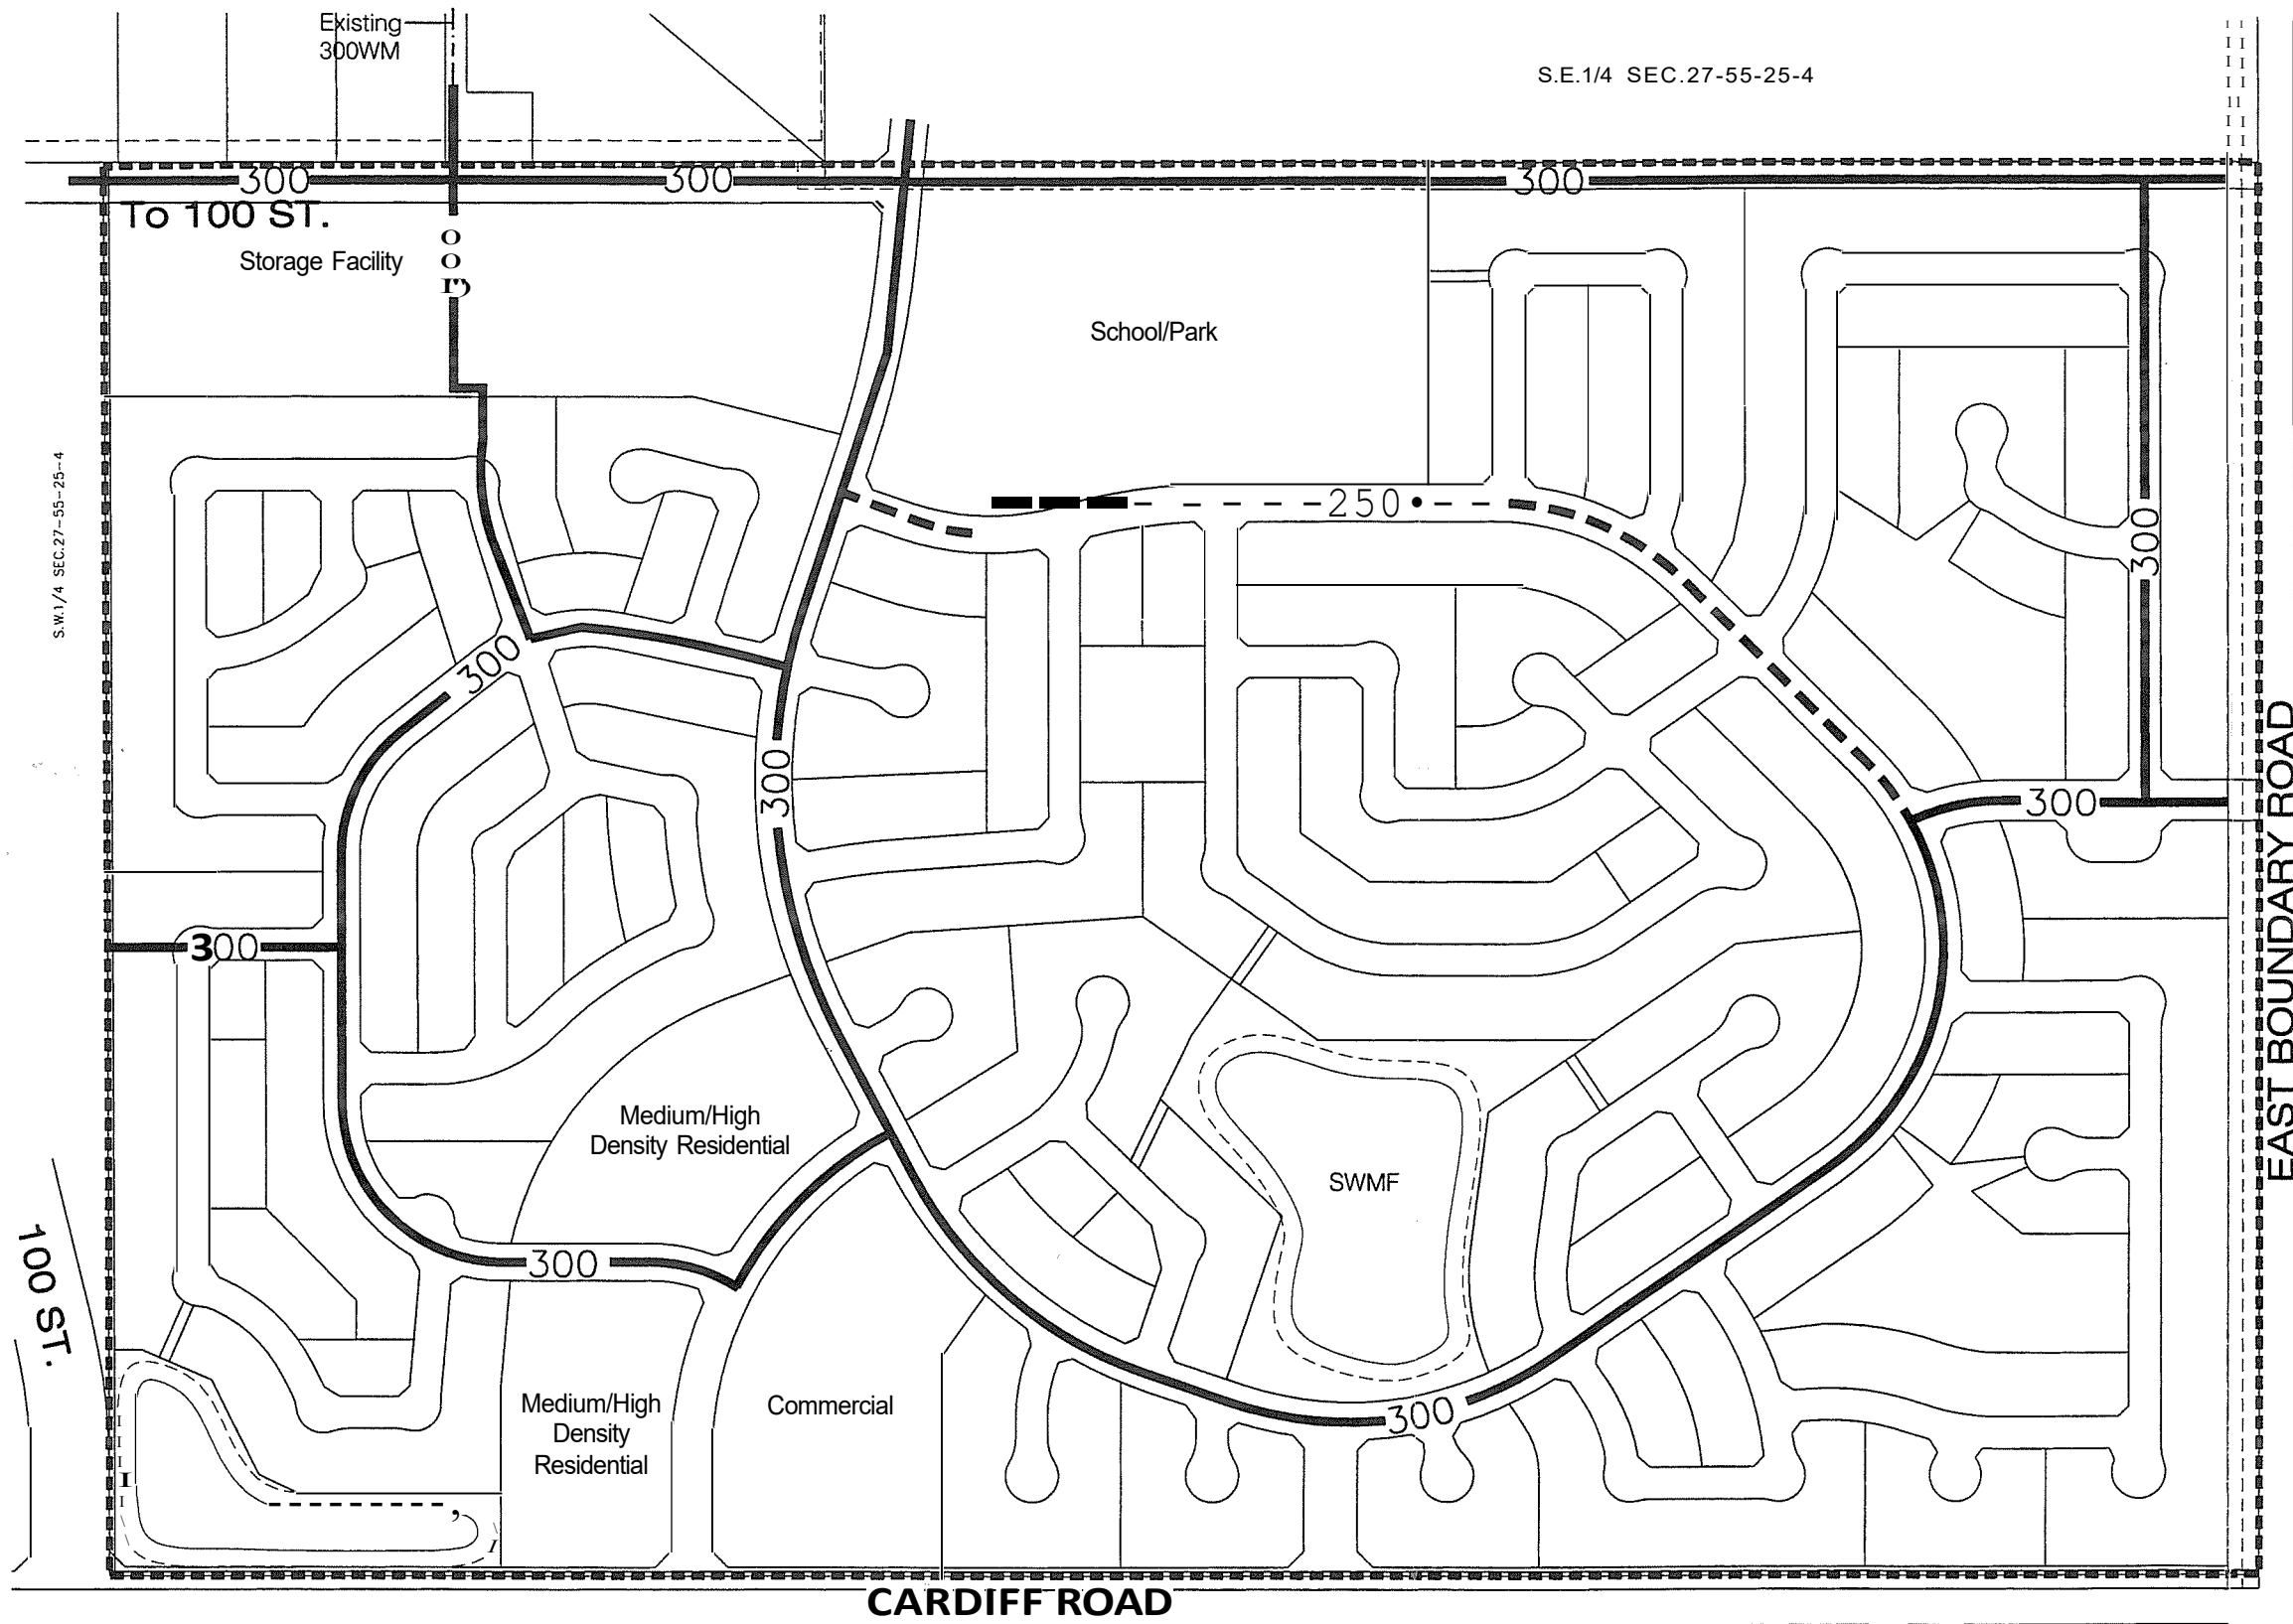 Existing
300WM
S.E.1/4 SEC.27-55-25-4
300
300
300
To 100 ST.
Storage Facility
300
School/Park
S.W.1/4 SEC.27-55-25-4
250
300
300
300
300
EAST BOUNDARY ROAD
300
Medium/High
Density Residential
SWMF
100 ST.
300
Medium/High
Density
Residential
Commercial
300
CARDIFF ROAD